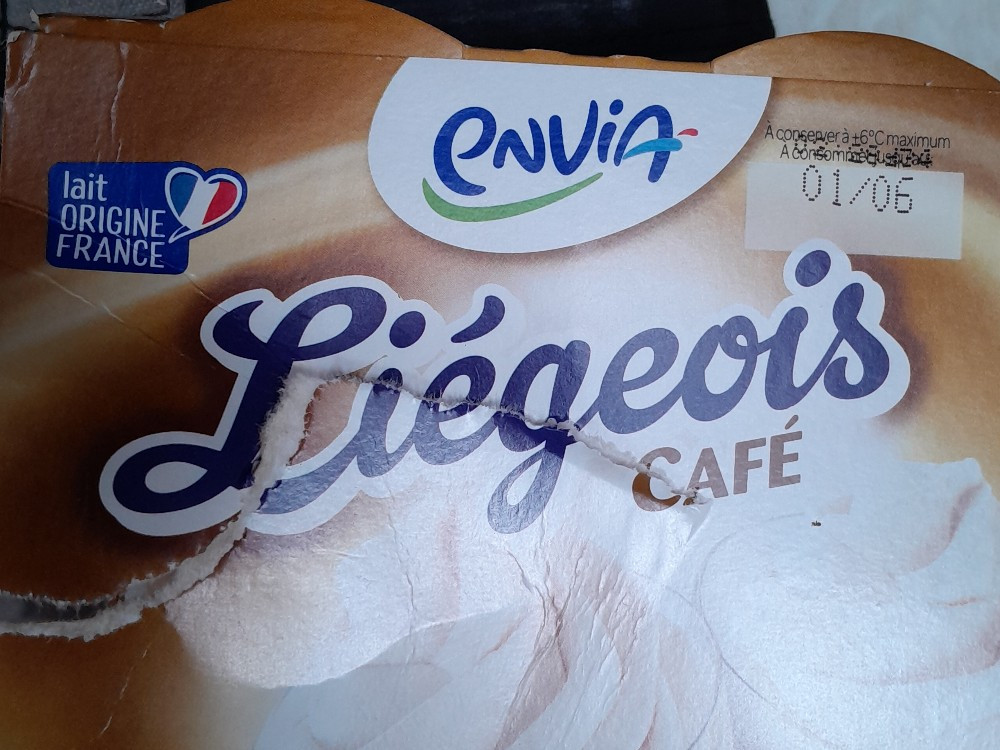 envia
À conserver à +6°C maximum
01/06
lait
ORIGINE
FRANCE
Liégeois
CAFÉ